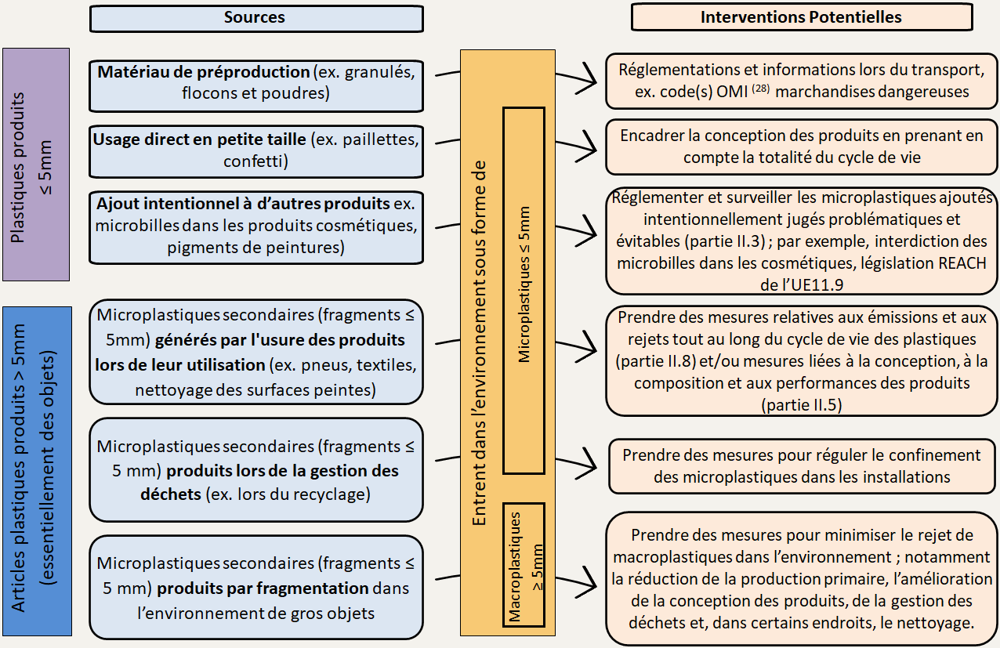 Sources
Interventions Potentielles
Plastiques produits
≤ 5mm
Matériau de préproduction (ex. granulés,
flocons et poudres)
Usage direct en petite taille (ex. paillettes,
confetti)
Ajout intentionnel à d’autres produits ex.
microbilles dans les produits cosmétiques,
pigments de peintures)
Articles plastiques produits > 5mm
(essentiellement des objets)
Microplastiques secondaires (fragments ≤
5mm) générés par l'usure des produits
lors de leur utilisation (ex. pneus, textiles,
nettoyage des surfaces peintes)
Microplastiques secondaires (fragments ≤
5 mm) produits lors de la gestion des
déchets (ex. lors du recyclage)
Microplastiques secondaires (fragments ≤
5 mm) produits par fragmentation dans
l’environnement de gros objets
Entrent dans l’environnement sous forme de
Microplastiques ≤ 5mm
Macroplastiques
≥ 5mm
Réglementations et informations lors du transport,
ex. code(s) OMI (28) marchandises dangereuses
Encadrer la conception des produits en prenant en
compte la totalité du cycle de vie
Réglementer et surveiller les microplastiques ajoutés
intentionnellement jugés problématiques et
évitables (partie II.3) ; par exemple, interdiction des
microbilles dans les cosmétiques, législation REACH
de l’UE11.9
Prendre des mesures relatives aux émissions et aux
rejets tout au long du cycle de vie des plastiques
(partie II.8) et/ou mesures liées à la conception, à la
composition et aux performances des produits
(partie II.5)
Prendre des mesures pour réguler le confinement
des microplastiques dans les installations
Prendre des mesures pour minimiser le rejet de
macroplastiques dans l’environnement ; notamment
la réduction de la production primaire, l’amélioration
de la conception des produits, de la gestion des
déchets et, dans certains endroits, le nettoyage.